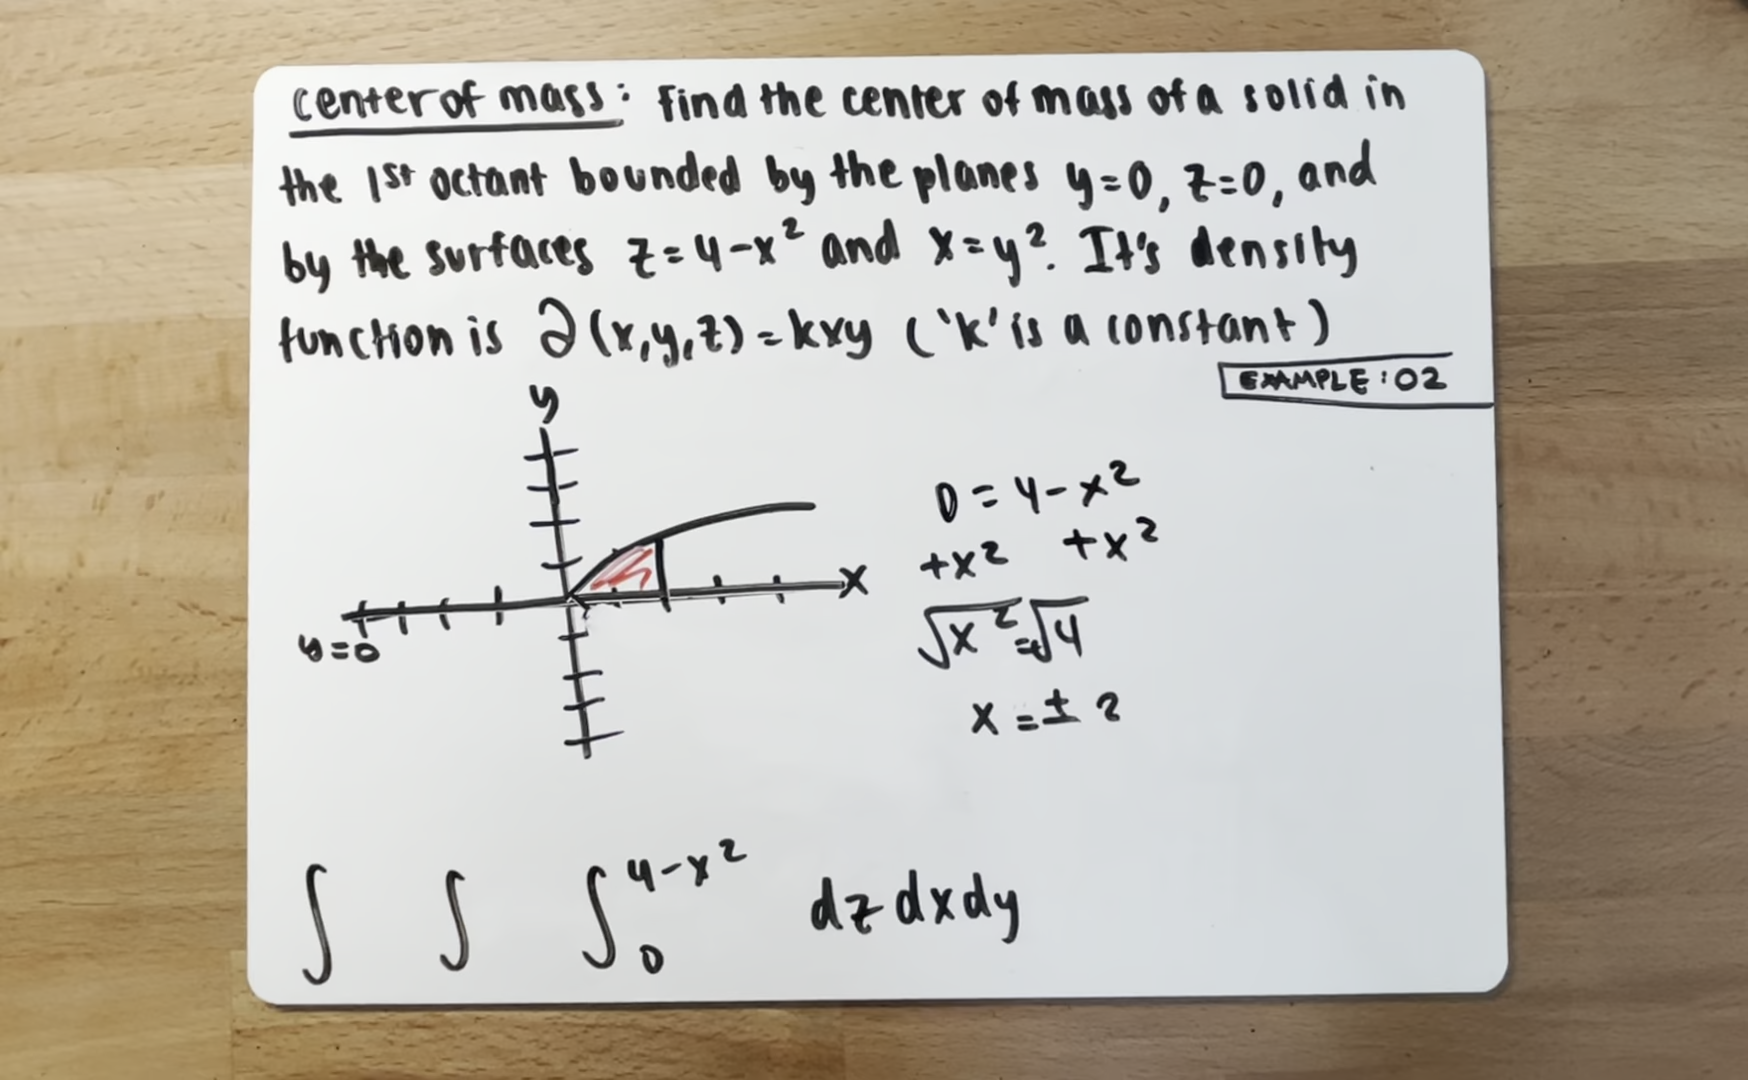 center of mass: Find the center of mass of a solid in
the 1st octant bounded by the planes y=0, z=0, and
by the surfaces z=4-x² and x=y². It's density
function is ∂(x,y,z)=kxy ('k' is a constant)
EXAMPLE:02
y
0=4-x²
+x² +x²
x
√x²=√4
y=0
x=±2
∫ ∫ ∫₀⁴⁻ˣ² dz dx dy